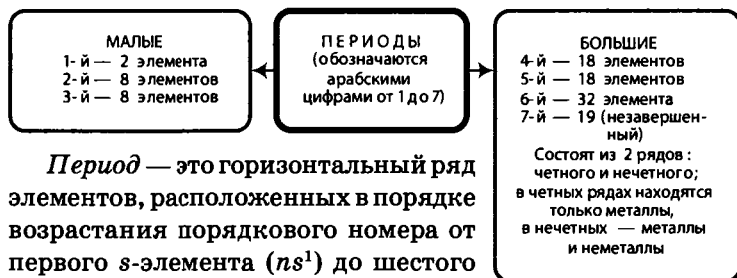 МАЛЫЕ
1-й — 2 элемента
2-й — 8 элементов
3-й — 8 элементов
ПЕРИОДЫ
(обозначаются
арабскими
цифрами от 1 до 7)
БОЛЬШИЕ
4-й — 18 элементов
5-й — 18 элементов
6-й — 32 элемента
7-й — 19 (незавершен-
ный)
Состоят из 2 рядов :
четного и нечетного;
в четных рядах находятся
только металлы,
в нечетных — металлы
и неметаллы
Период — это горизонтальный ряд
элементов, расположенных в порядке
возрастания порядкового номера от
первого s-элемента (ns¹) до шестого